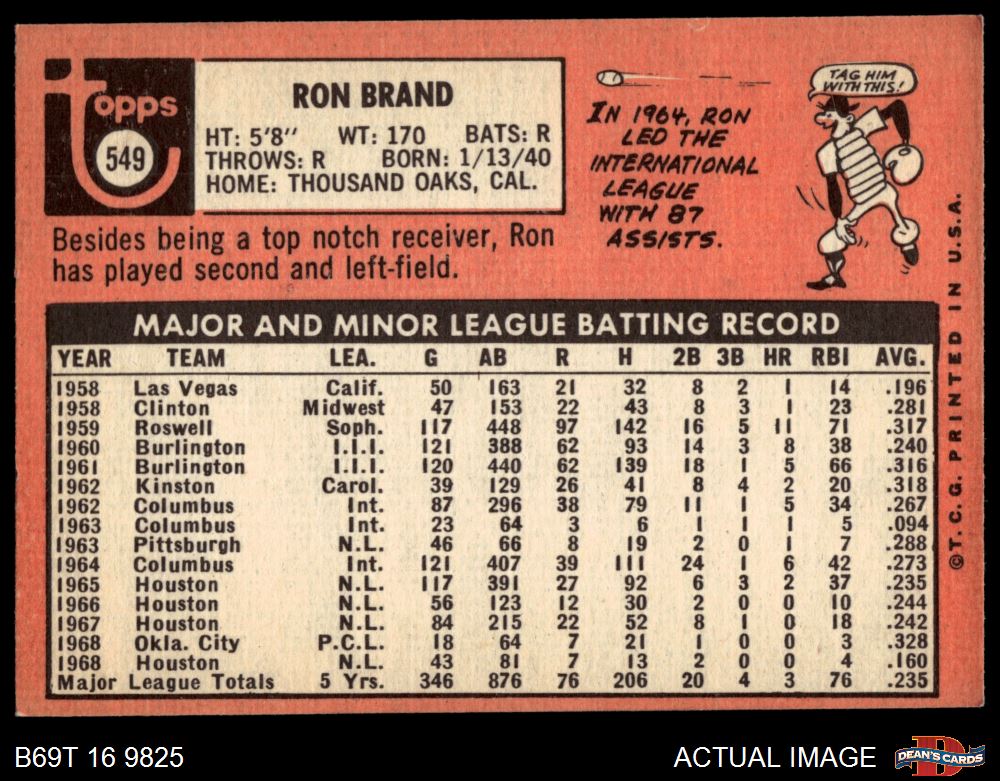 Topps
549
RON BRAND
HT: 5'8" WT: 170 BATS: R
THROWS: R BORN: 1/13/40
HOME: THOUSAND OAKS, CAL.
Besides being a top notch receiver, Ron
has played second and left-field.
IN 1964, RON
LED THE
INTERNATIONAL
LEAGUE
WITH 87
ASSISTS.
TAG HIM
WITH THIS!
MAJOR AND MINOR LEAGUE BATTING RECORD
YEAR TEAM LEA. G AB R H 2B 3B HR RBI AVG.
1958 Las Vegas Calif. 50 163 21 32 8 2 1 14 .196
1958 Clinton Midwest 47 153 22 43 8 3 1 23 .281
1959 Roswell Soph. 117 448 97 142 16 5 11 71 .317
1960 Burlington I.I.I. 121 388 62 93 14 3 8 38 .240
1961 Burlington I.I.I. 120 440 62 139 18 1 5 66 .316
1962 Kinston Carol. 39 129 26 41 8 4 2 20 .318
1962 Columbus Int. 87 296 38 79 11 1 5 34 .267
1963 Columbus Int. 23 64 3 6 1 1 1 5 .094
1963 Pittsburgh N.L. 46 66 8 19 2 0 1 7 .288
1964 Columbus Int. 121 407 39 111 24 1 6 42 .273
1965 Houston N.L. 117 391 27 92 6 3 2 37 .235
1966 Houston N.L. 56 123 12 30 2 0 0 10 .244
1967 Houston N.L. 84 215 22 52 8 1 0 18 .242
1968 Okla. City P.C.L. 18 64 7 21 1 0 0 3 .328
1968 Houston N.L. 43 81 7 13 2 0 0 4 .160
Major League Totals 5 Yrs. 346 876 76 206 20 4 3 76 .235
©T.C.G. PRINTED IN U.S.A.
B69T 16 9825
ACTUAL IMAGE
DEAN'S CARDS